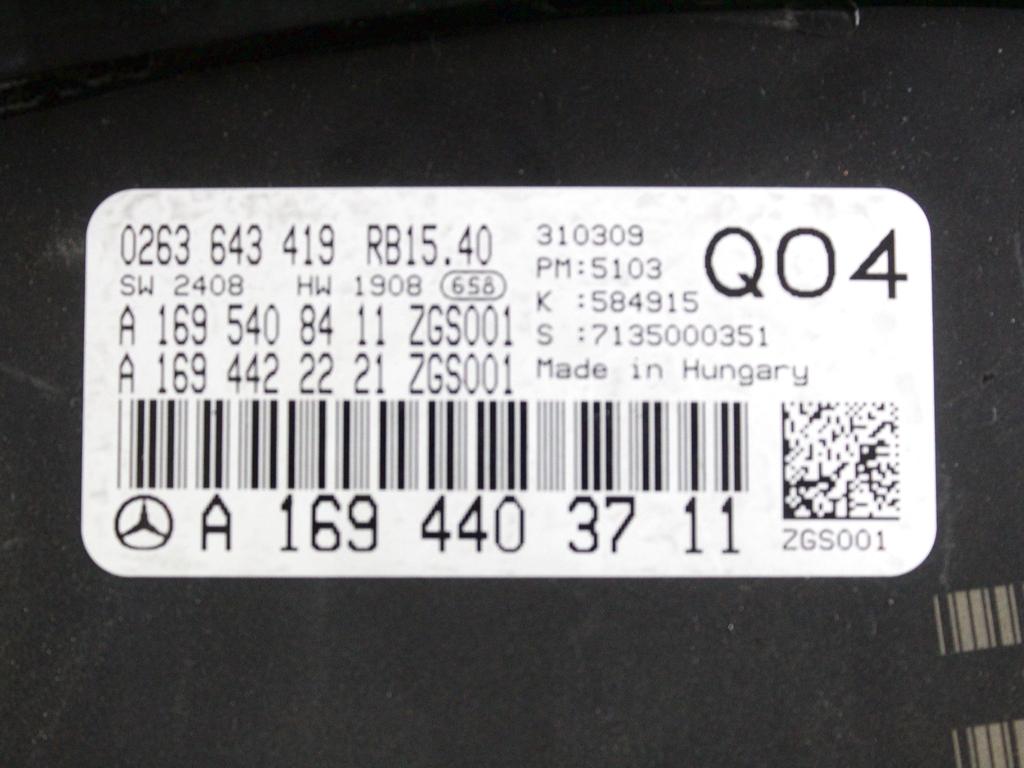 0263 643 419 RB15.40
SW 2408 HW 1908 658
A 169 540 84 11 ZGS001
A 169 442 22 21 ZGS001
310309
PM:5103
K :584915
S :7135000351
Made in Hungary
Q04
A 169 440 37 11
ZGS001